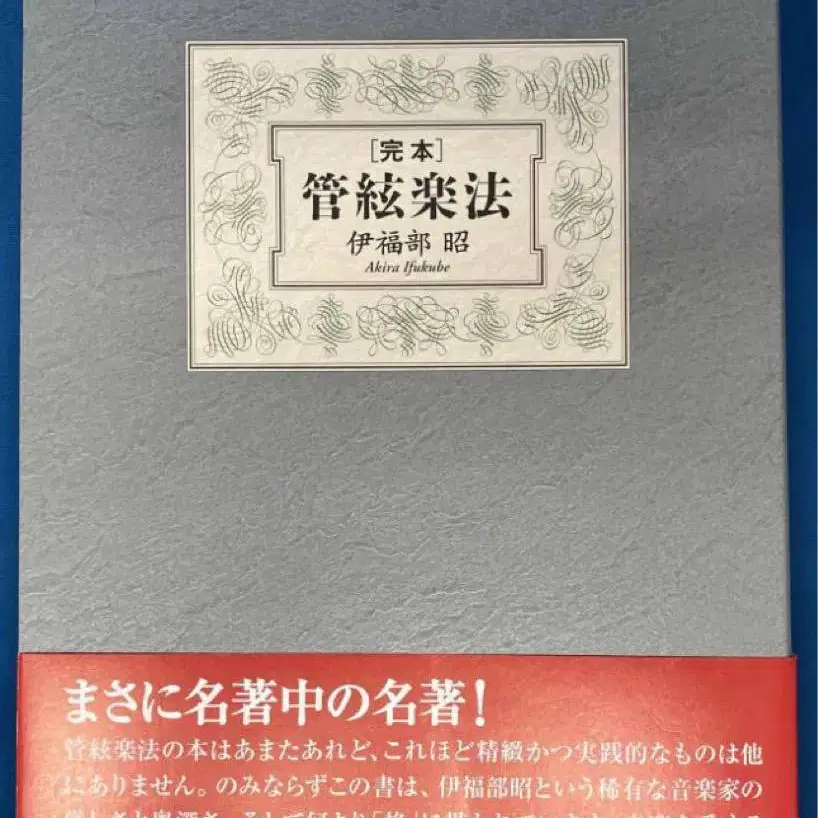 [完本]
管絃楽法
伊福部 昭
Akira Ifukube
まさに名著中の名著!
管絃楽法の本はあまたあれど、これほど精緻かつ実践的なものは他
にありません。のみならずこの書は、伊福部昭という稀有な音楽家の